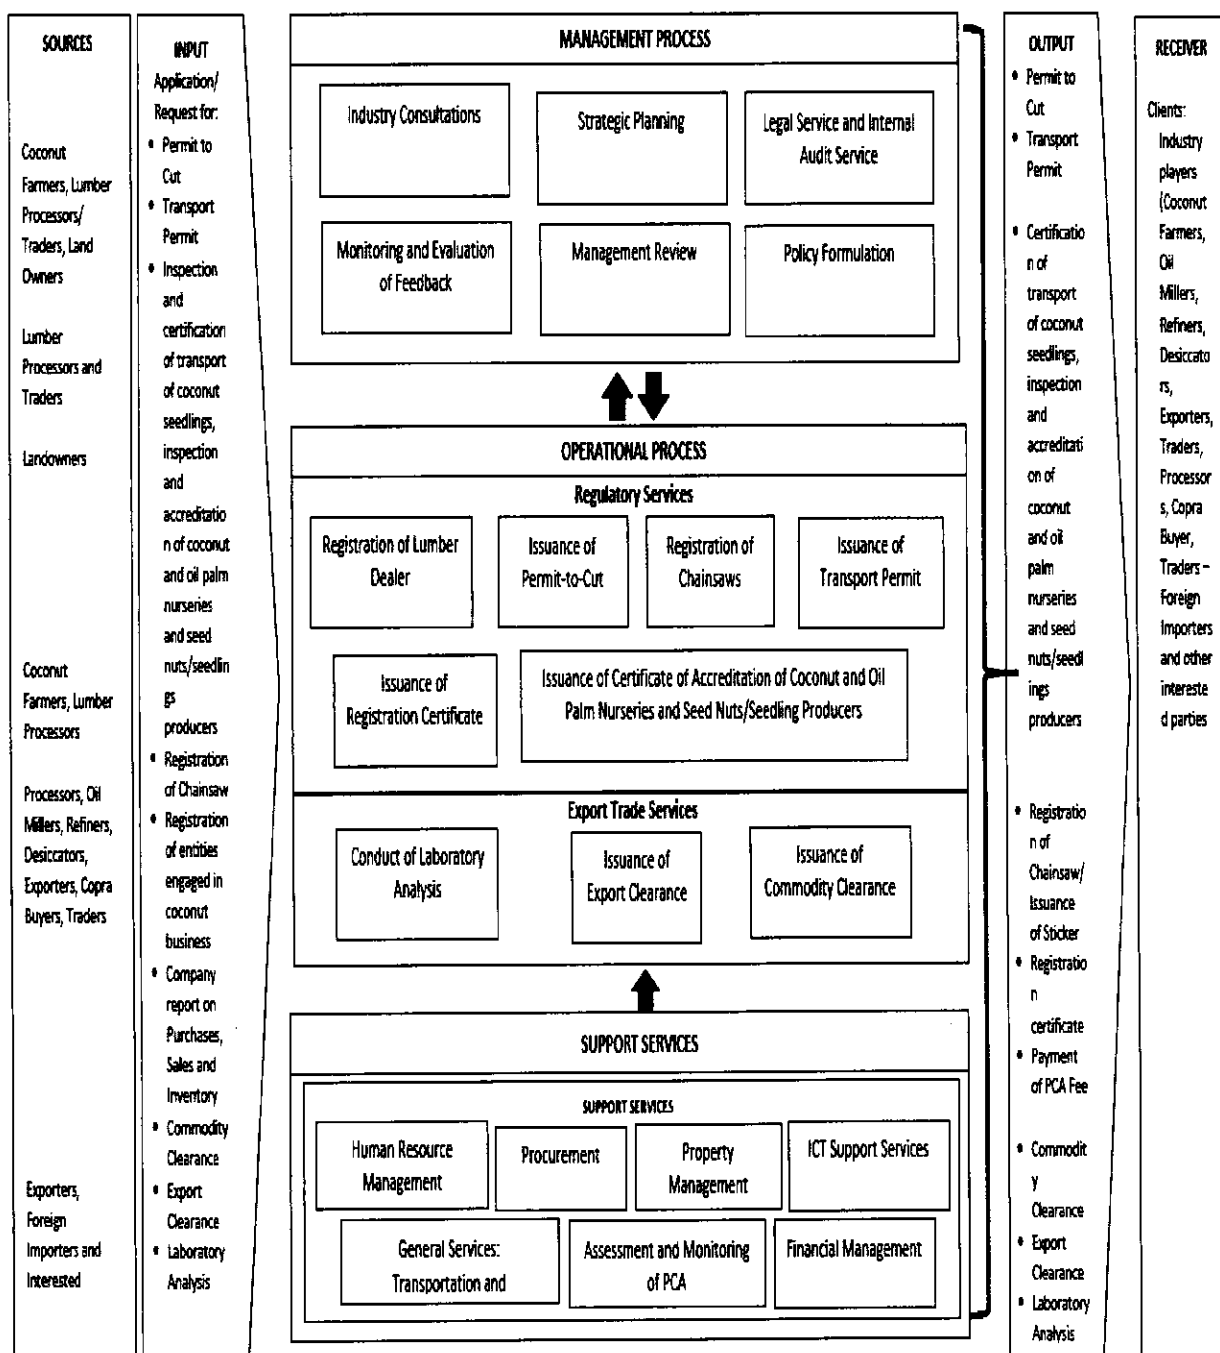 SOURCES
Coconut
Farmers, Lumber
Processors/
Traders, Land
Owners
Lumber
Processors and
Traders
Landowners
Coconut
Farmers, Lumber
Processors
Processors, Oil
Millers, Refiners,
Desiccators,
Exporters, Copra
Buyers, Traders
Exporters,
Foreign
Importers and
Interested
INPUT
Application/
Request for:
• Permit to
Cut
• Transport
Permit
• Inspection
and
certification
of transport
of coconut
seedlings,
inspection
and
accreditatio
n of coconut
and oil palm
nurseries
and seed
nuts/seedlin
gs
producers
• Registration
of Chainsaw
• Registration
of entities
engaged in
coconut
business
• Company
report on
Purchases,
Sales and
Inventory
• Commodity
Clearance
• Export
Clearance
• Laboratory
Analysis
MANAGEMENT PROCESS
Industry Consultations
Strategic Planning
Legal Service and Internal
Audit Service
Monitoring and Evaluation
of Feedback
Management Review
Policy Formulation
OPERATIONAL PROCESS
Regulatory Services
Registration of Lumber
Dealer
Issuance of
Permit-to-Cut
Registration of
Chainsaws
Issuance of
Transport Permit
Issuance of
Registration Certificate
Issuance of Certificate of Accreditation of Coconut and Oil
Palm Nurseries and Seed Nuts/Seedling Producers
Export Trade Services
Conduct of Laboratory
Analysis
Issuance of
Export Clearance
Issuance of
Commodity Clearance
SUPPORT SERVICES
SUPPORT SERVICES
Human Resource
Management
Procurement
Property
Management
ICT Support Services
General Services:
Transportation and
Assessment and Monitoring
of PCA
Financial Management
OUTPUT
• Permit to
Cut
• Transport
Permit
• Certificatio
n of
transport
of coconut
seedlings,
inspection
and
accreditati
on of
coconut
and oil
palm
nurseries
and seed
nuts/seedl
ings
producers
• Registratio
n of
Chainsaw/
Issuance
of Sticker
• Registratio
n
certificate
• Payment
of PCA Fee
• Commodit
y
Clearance
• Export
Clearance
• Laboratory
Analysis
RECEIVER
Clients:
Industry
players
(Coconut
Farmers,
Oil
Millers,
Refiners,
Desiccato
rs,
Exporters,
Traders,
Processor
s, Copra
Buyer,
Traders –
Foreign
Importers
and other
intereste
d parties